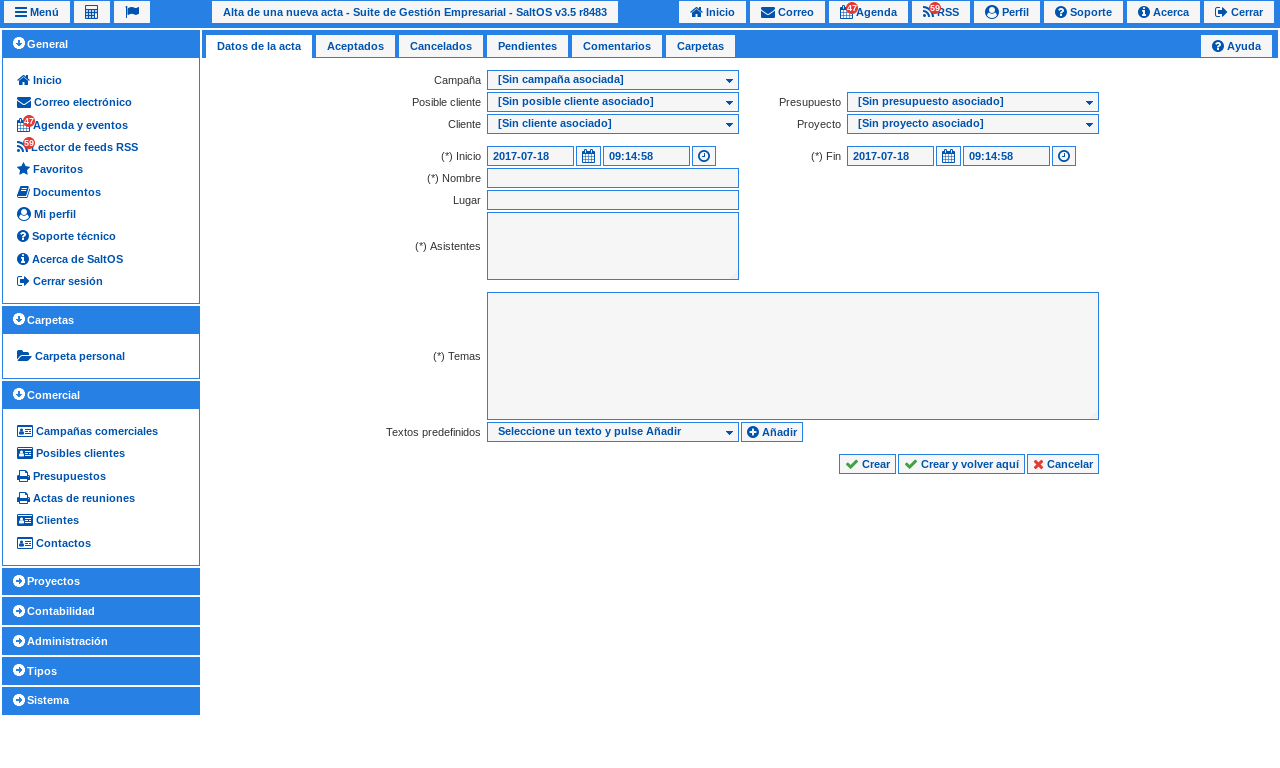 Menú
Alta de una nueva acta - Suite de Gestión Empresarial - SaltOS v3.5 r8483
Inicio
Correo
47
Agenda
59
RSS
Perfil
Soporte
Acerca
Cerrar
General
Inicio
Correo electrónico
47
Agenda y eventos
59
Lector de feeds RSS
Favoritos
Documentos
Mi perfil
Soporte técnico
Acerca de SaltOS
Cerrar sesión
Carpetas
Carpeta personal
Comercial
Campañas comerciales
Posibles clientes
Presupuestos
Actas de reuniones
Clientes
Contactos
Proyectos
Contabilidad
Administración
Tipos
Sistema
Datos de la acta
Aceptados
Cancelados
Pendientes
Comentarios
Carpetas
Ayuda
Campaña [Sin campaña asociada]
Posible cliente [Sin posible cliente asociado] Presupuesto [Sin presupuesto asociado]
Cliente [Sin cliente asociado] Proyecto [Sin proyecto asociado]
(*) Inicio 2017-07-18 09:14:58 (*) Fin 2017-07-18 09:14:58
(*) Nombre
Lugar
(*) Asistentes
(*) Temas
Textos predefinidos Seleccione un texto y pulse Añadir Añadir
Crear Crear y volver aquí Cancelar